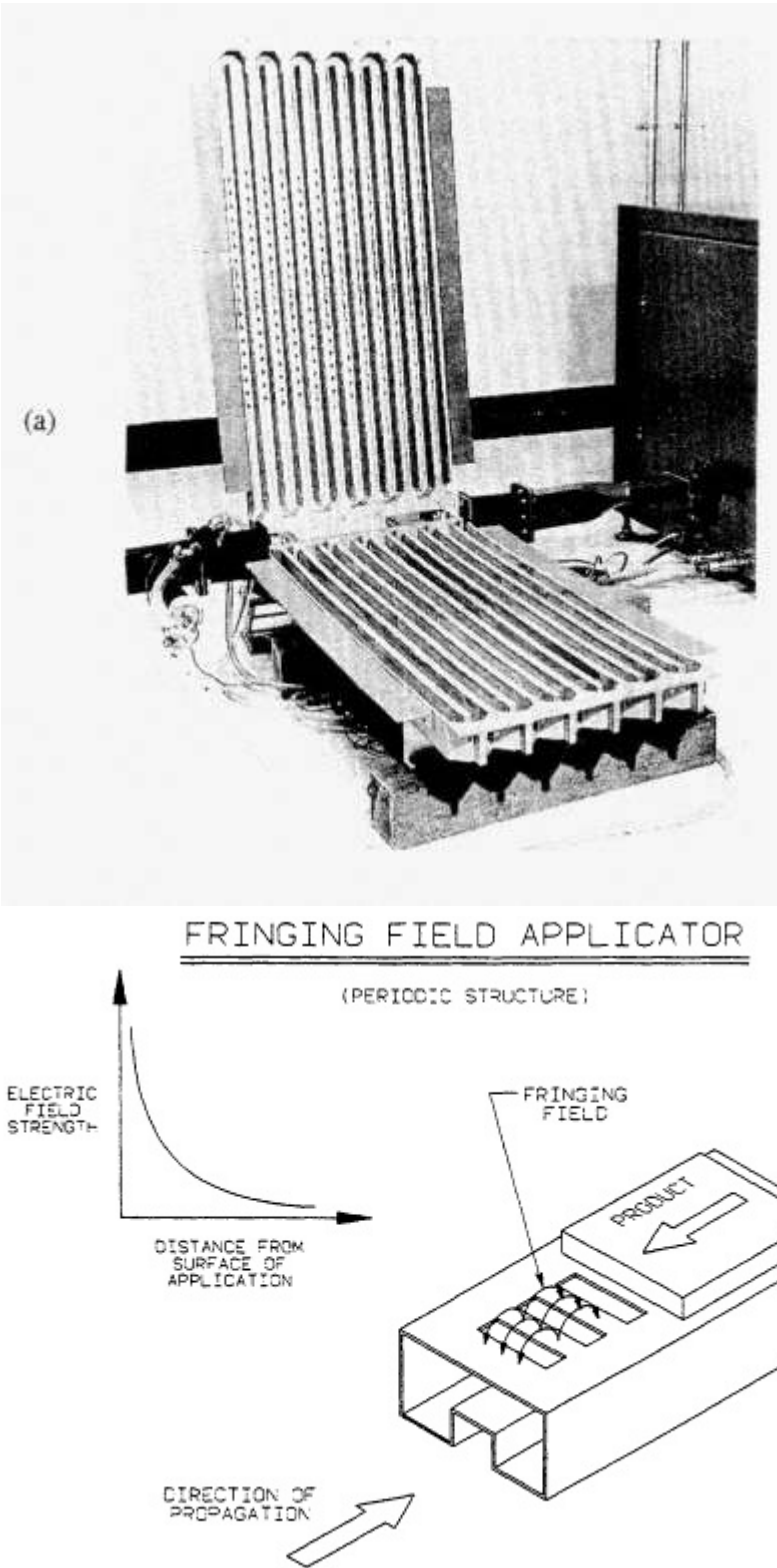 (a)
FRINGING FIELD APPLICATOR
(PERIODIC STRUCTURE)
ELECTRIC
FIELD
STRENGTH
FRINGING
FIELD
PRODUCT
DISTANCE FROM
SURFACE OF
APPLICATION
DIRECTION OF
PROPAGATION